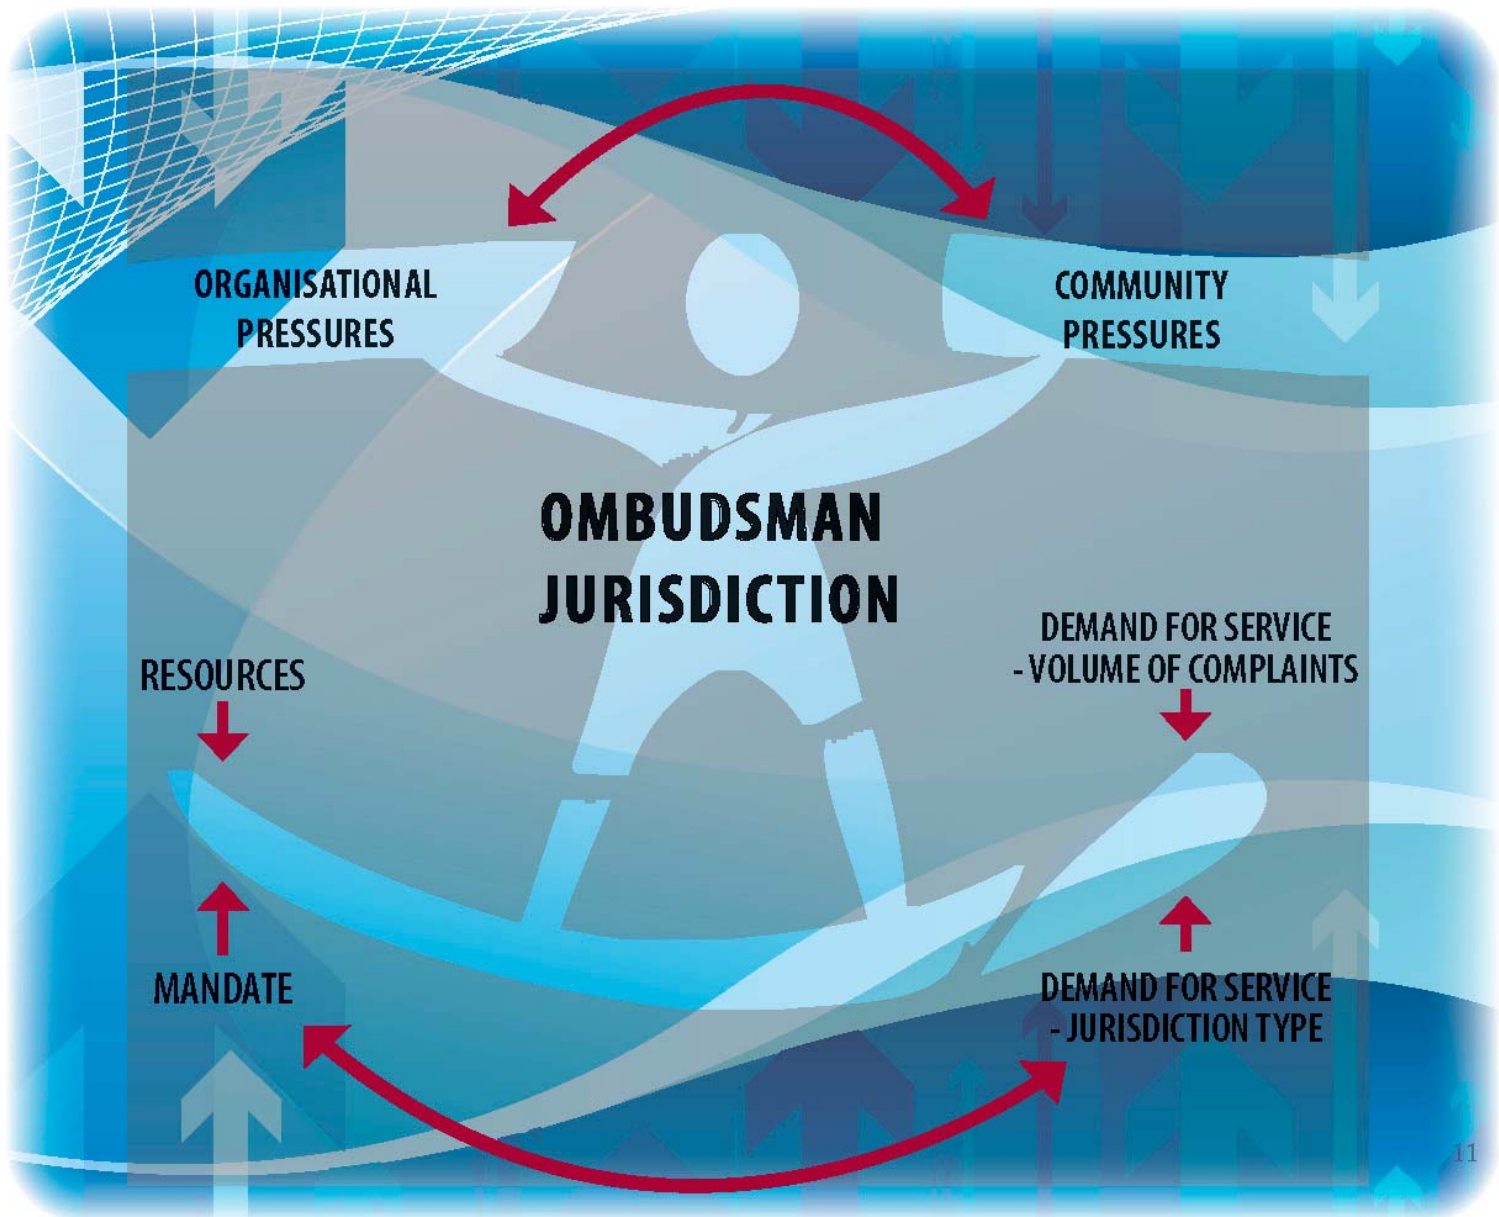 ORGANISATIONAL
PRESSURES
COMMUNITY
PRESSURES
OMBUDSMAN
JURISDICTION
RESOURCES
DEMAND FOR SERVICE
- VOLUME OF COMPLAINTS
MANDATE
DEMAND FOR SERVICE
- JURISDICTION TYPE
11